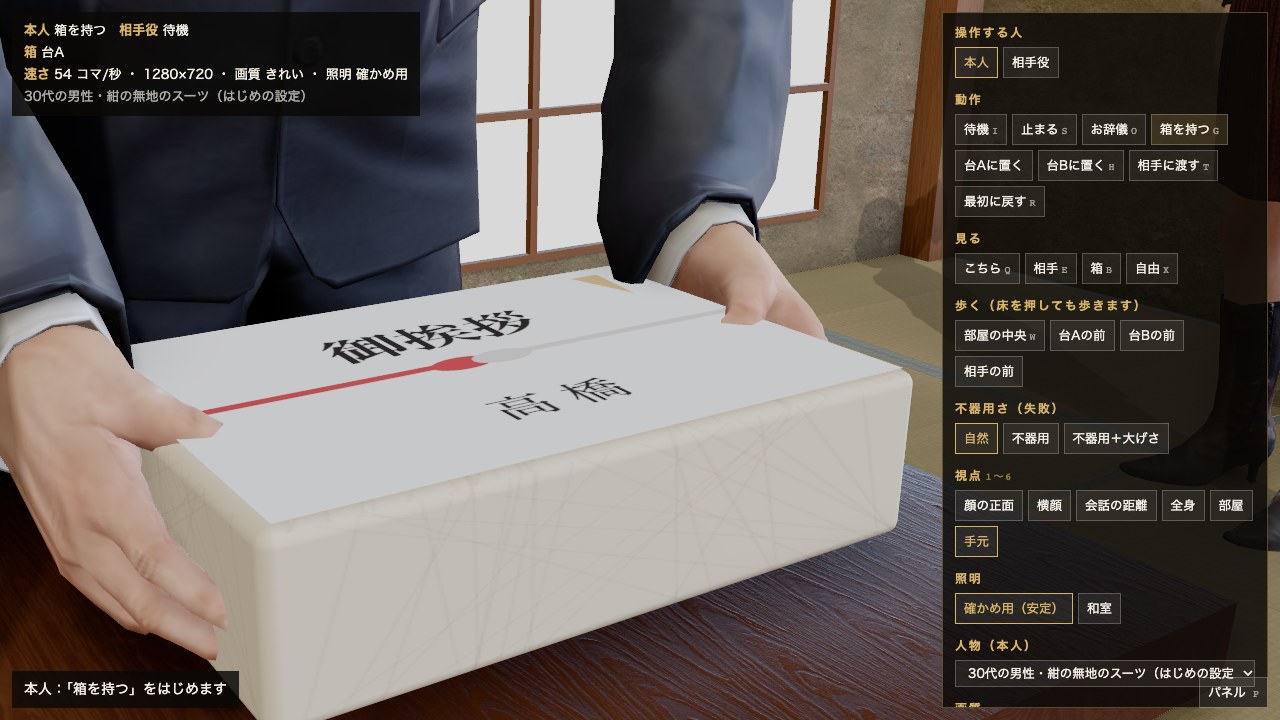 本人 箱を持つ 相手役 待機
箱 台A
速さ 54 コマ/秒 ・ 1280×720 ・ 画質 きれい ・ 照明 確かめ用
30代の男性・紺の無地のスーツ（はじめの設定）
御挨拶
高橋
本人：「箱を持つ」をはじめます
操作する人
本人 相手役
動作
待機 I 止まる S お辞儀 O 箱を持つ G
台Aに置く 台Bに置く H 相手に渡す T
最初に戻す R
見る
こちら Q 相手 E 箱 B 自由 X
歩く（床を押しても歩きます）
部屋の中央 W 台Aの前 台Bの前
相手の前
不器用さ（失敗）
自然 不器用 不器用＋大げさ
視点 1～6
顔の正面 横顔 会話の距離 全身 部屋
手元
照明
確かめ用（安定） 和室
人物（本人）
30代の男性・紺の無地のスーツ（はじめの設定
パネル P